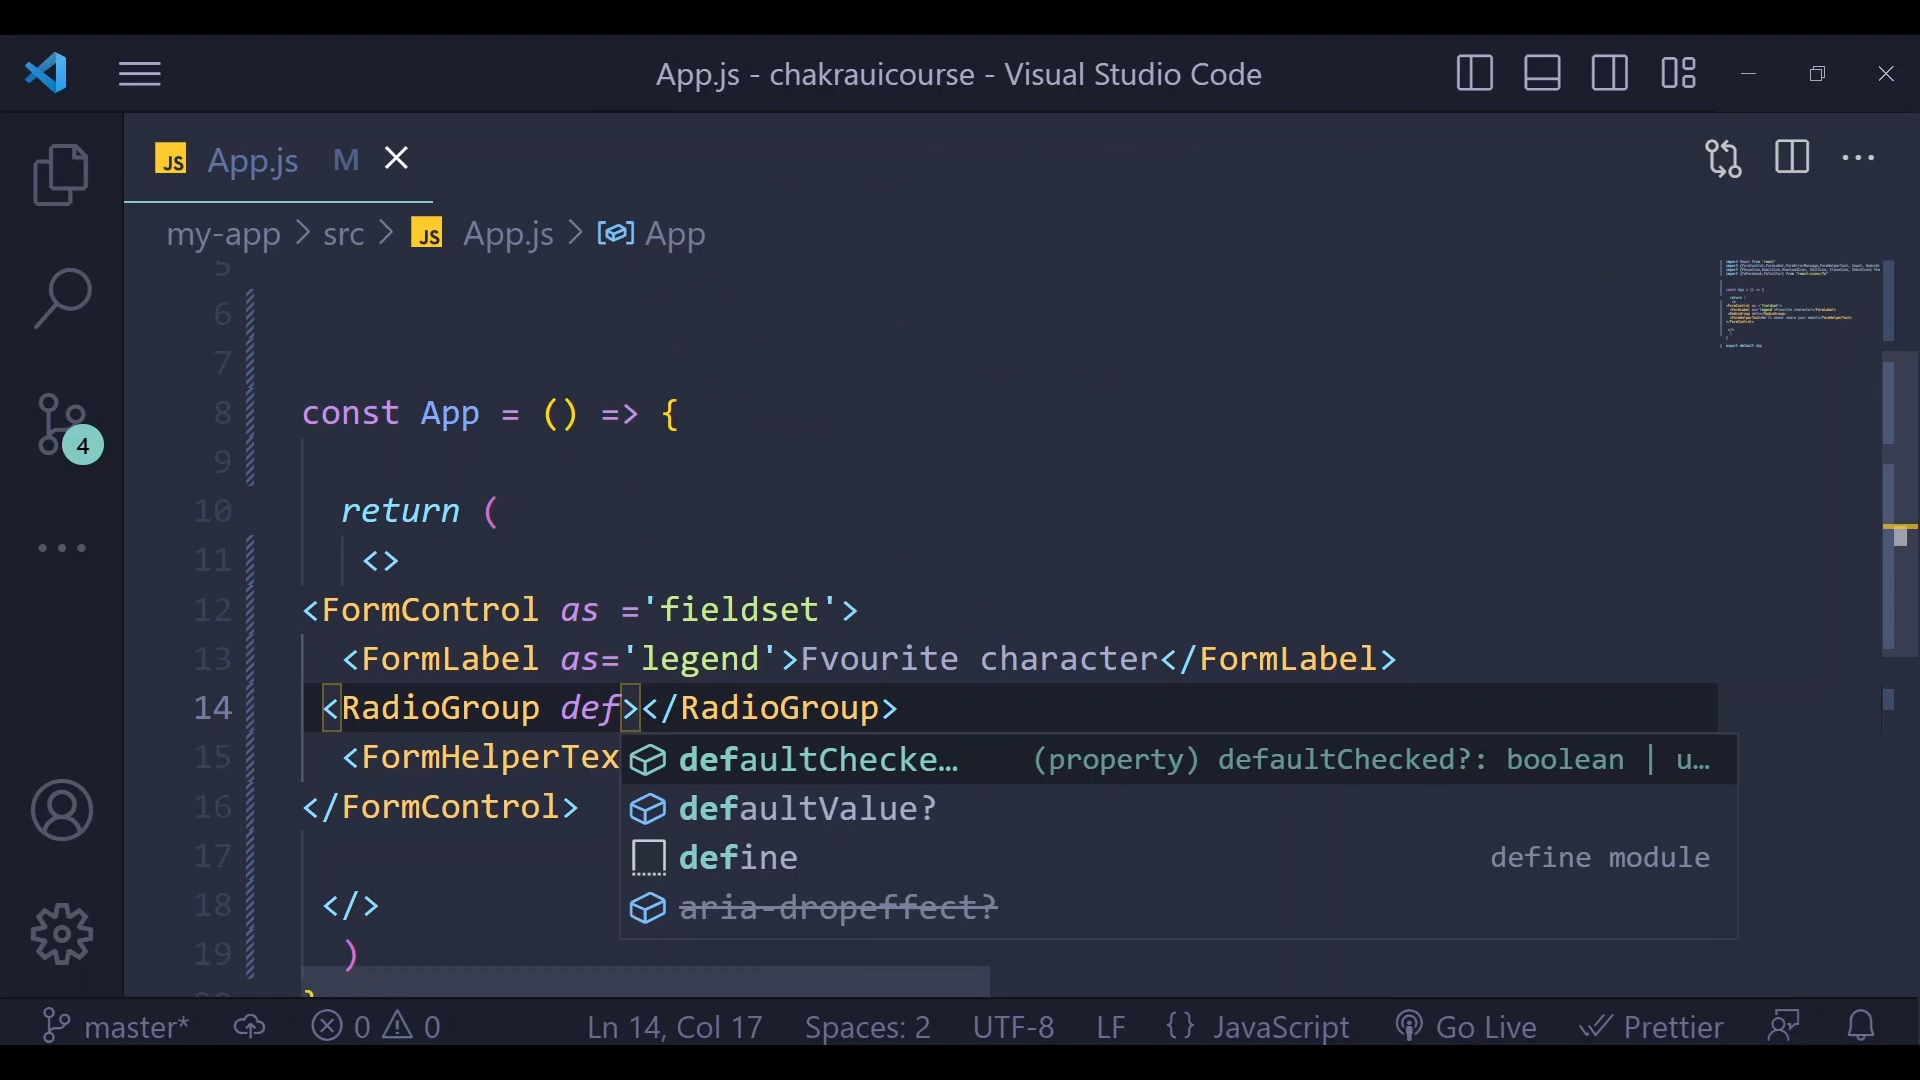 App.js - chakrauicourse - Visual Studio Code
JS App.js M
my-app > src > JS App.js > App
5
6
7
8 const App = () => {
9
10 return (
11 <>
12 <FormControl as ='fieldset'>
13 <FormLabel as='legend'>Fvourite character</FormLabel>
14 <RadioGroup def></RadioGroup>
15 <FormHelperTex
defaultChecke… (property) defaultChecked?: boolean | u…
16 </FormControl>
defaultValue?
17
define define module
18 </>
aria-dropeffect?
19 )
}
4
master* 0 0 Ln 14, Col 17 Spaces: 2 UTF-8 LF {} JavaScript Go Live Prettier